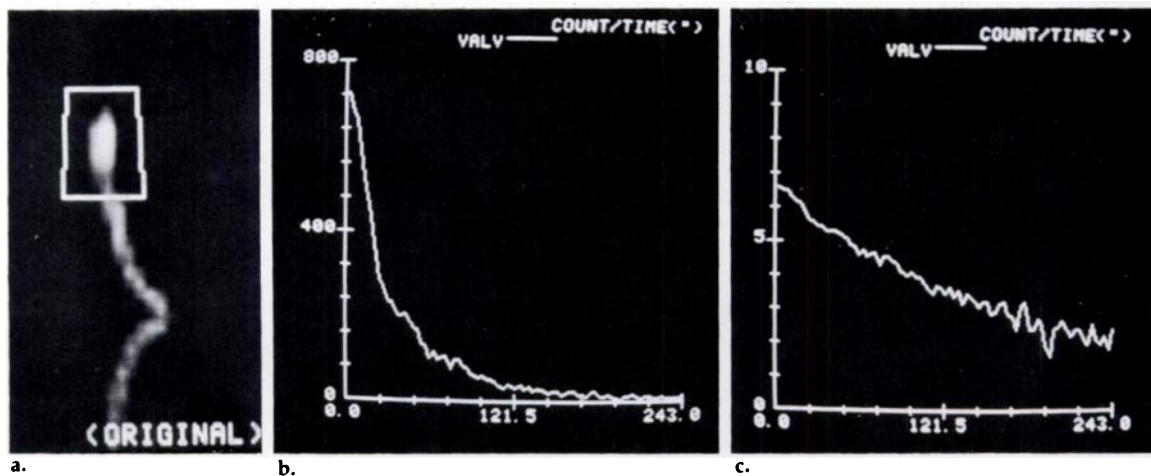 (ORIGINAL)
a.
COUNT/TIME(")
VALV
800
400
0
0.0 121.5 243.0
b.
COUNT/TIME(")
VALV
10
5
0
0.0 121.5 243.0
c.